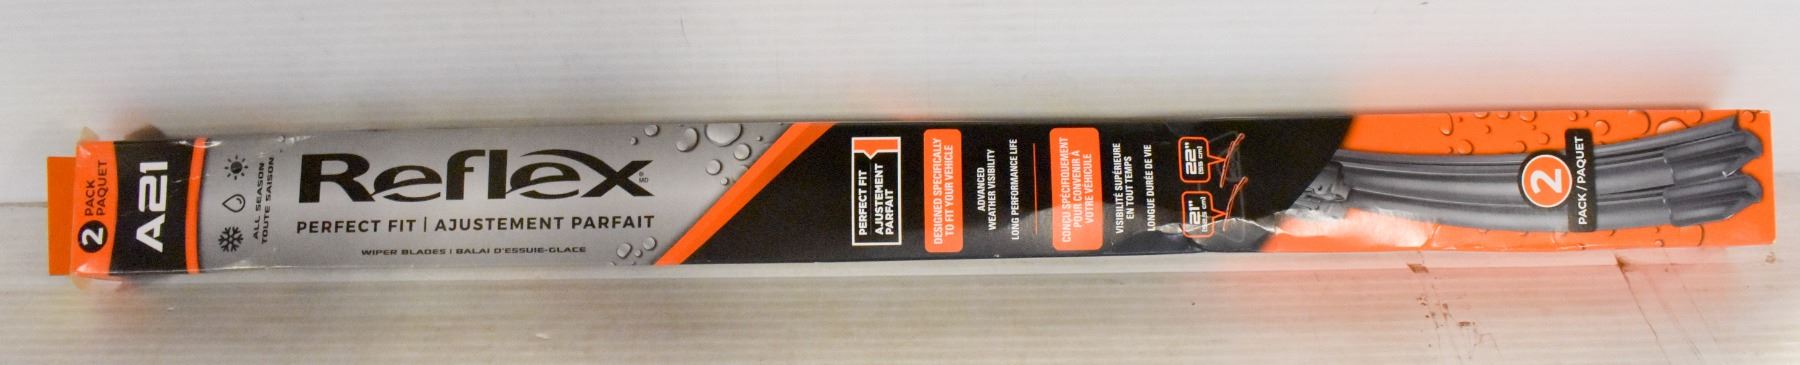 2 PACK
PAQUET
A21
ALL SEASON
TOUTE SAISON
Reflex
MD
PERFECT FIT | AJUSTEMENT PARFAIT
WIPER BLADES | BALAI D'ESSUIE-GLACE
PERFECT FIT
AJUSTEMENT
PARFAIT
DESIGNED SPECIFICALLY
TO FIT YOUR VEHICLE
ADVANCED
WEATHER VISIBILITY
LONG PERFORMANCE LIFE
CONÇU SPÉCIFIQUEMENT
POUR CONVENIR À
VOTRE VÉHICULE
VISIBILITÉ SUPÉRIEURE
EN TOUT TEMPS
LONGUE DURÉE DE VIE
22"
21"
2
PACK / PAQUET